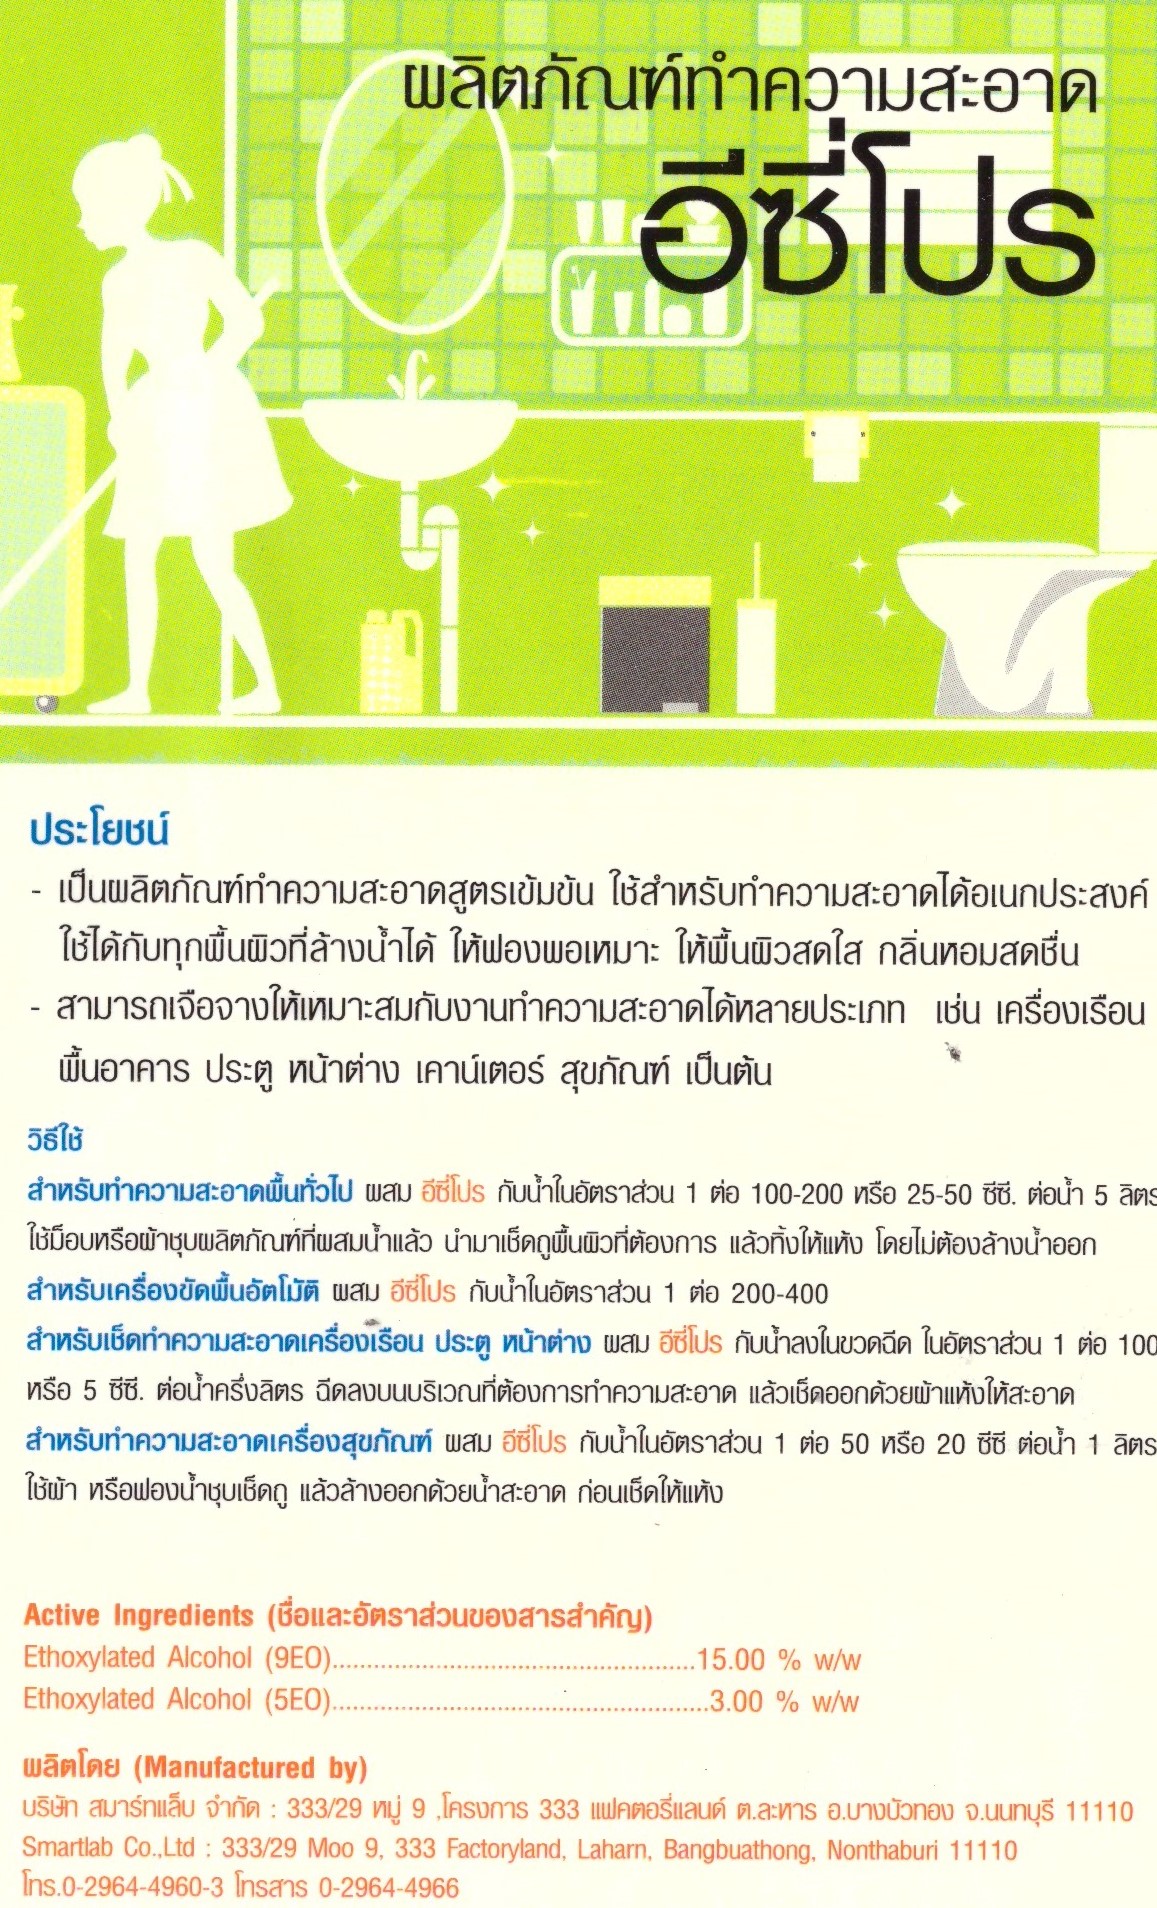 ผลิตภัณฑ์ทำความสะอาด
อีซี่โปร
ประโยชน์
- เป็นผลิตภัณฑ์ทำความสะอาดสูตรเข้มข้น ใช้สำหรับทำความสะอาดได้อเนกประสงค์
ใช้ได้กับทุกพื้นผิวที่ล้างน้ำได้ ให้ฟองพอเหมาะ ให้พื้นผิวสดใส กลิ่นหอมสดชื่น
- สามารถเจือจางให้เหมาะสมกับงานทำความสะอาดได้หลายประเภท เช่น เครื่องเรือน
พื้นอาคาร ประตู หน้าต่าง เคาน์เตอร์ สุขภัณฑ์ เป็นต้น
วิธีใช้
สำหรับทำความสะอาดพื้นทั่วไป ผสม อีซี่โปร กับน้ำในอัตราส่วน 1 ต่อ 100-200 หรือ 25-50 ซีซี. ต่อน้ำ 5 ลิตร
ใช้ม็อบหรือผ้าชุบผลิตภัณฑ์ที่ผสมน้ำแล้ว นำมาเช็ดถูพื้นผิวที่ต้องการ แล้วทิ้งให้แห้ง โดยไม่ต้องล้างน้ำออก
สำหรับเครื่องขัดพื้นอัตโมัติ ผสม อีซี่โปร กับน้ำในอัตราส่วน 1 ต่อ 200-400
สำหรับเช็ดทำความสะอาดเครื่องเรือน ประตู หน้าต่าง ผสม อีซี่โปร กับน้ำลงในขวดฉีด ในอัตราส่วน 1 ต่อ 100
หรือ 5 ซีซี. ต่อน้ำครึ่งลิตร ฉีดลงบนบริเวณที่ต้องการทำความสะอาด แล้วเช็ดออกด้วยผ้าแห้งให้สะอาด
สำหรับทำความสะอาดเครื่องสุขภัณฑ์ ผสม อีซี่โปร กับน้ำในอัตราส่วน 1 ต่อ 50 หรือ 20 ซีซี ต่อน้ำ 1 ลิตร
ใช้ผ้า หรือฟองน้ำชุบเช็ดถู แล้วล้างออกด้วยน้ำสะอาด ก่อนเช็ดให้แห้ง
Active Ingredients (ชื่อและอัตราส่วนของสารสำคัญ)
Ethoxylated Alcohol (9EO).....................................................15.00 % w/w
Ethoxylated Alcohol (5EO).......................................................3.00 % w/w
ผลิตโดย (Manufactured by)
บริษัท สมาร์ทแล็บ จำกัด : 333/29 หมู่ 9 ,โครงการ 333 แฟคตอรี่แลนด์ ต.ละหาร อ.บางบัวทอง จ.นนทบุรี 11110
Smartlab Co.,Ltd : 333/29 Moo 9, 333 Factoryland, Laharn, Bangbuathong, Nonthaburi 11110
โทร.0-2964-4960-3 โทรสาร 0-2964-4966